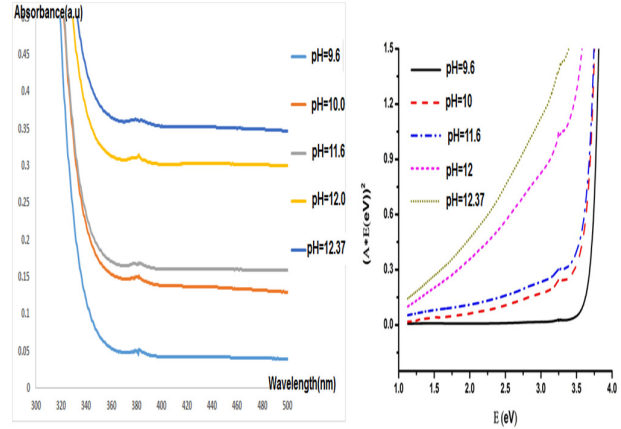 Absorbance(a.u)
0.5
0.45
0.4
0.35
0.3
0.25
0.2
0.15
0.1
0.05
0
300 320 340 360 380 400 420 440 460 480 500
Wavelength(nm)
pH=9.6
pH=10.0
pH=11.6
pH=12.0
pH=12.37
(A*E(eV))²
1.5
1.2
0.9
0.6
0.3
0.0
1.0 1.5 2.0 2.5 3.0 3.5 4.0
E (eV)
pH=9.6
pH=10
pH=11.6
pH=12
pH=12.37